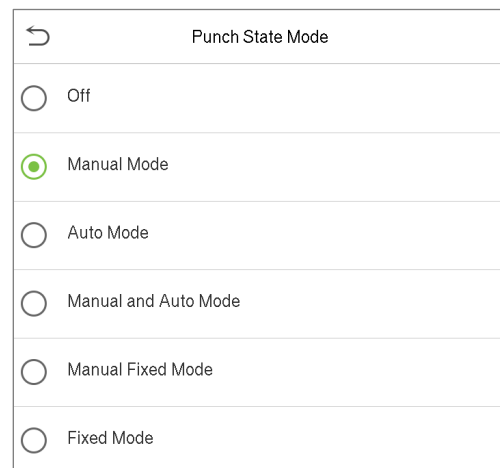 Punch State Mode
Off
Manual Mode
Auto Mode
Manual and Auto Mode
Manual Fixed Mode
Fixed Mode